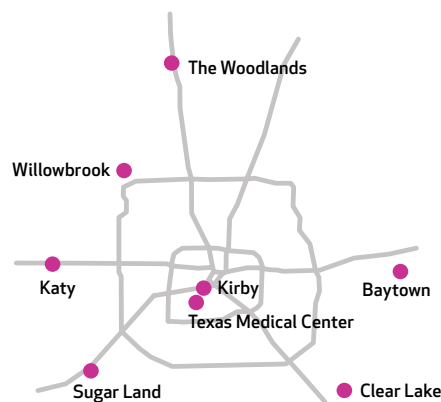 The Woodlands
Willowbrook
Katy
Kirby
Baytown
Texas Medical Center
Sugar Land
Clear Lake